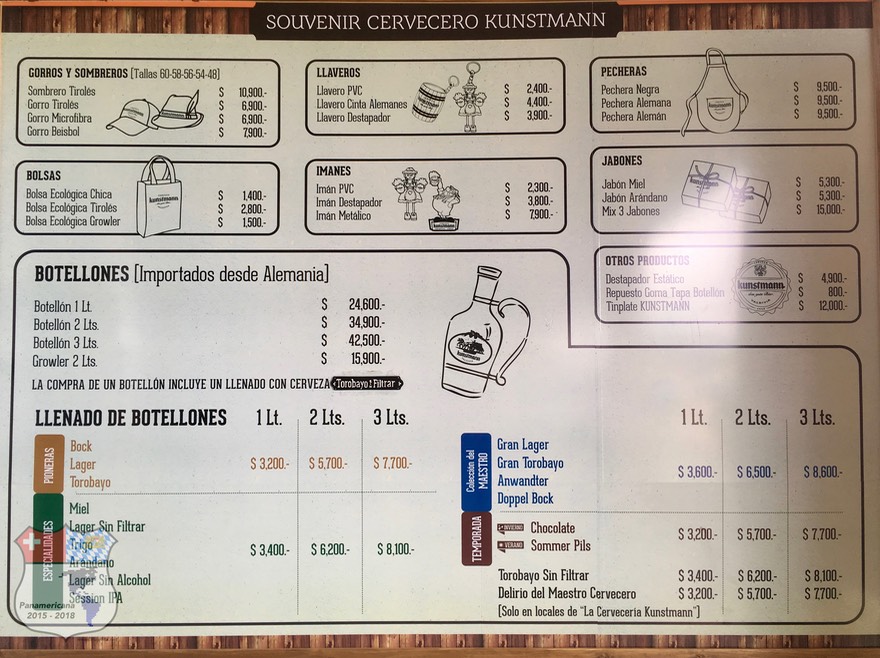 SOUVENIR CERVECERO KUNSTMANN
GORROS Y SOMBREROS [Tallas 60-58-56-54-48]
Sombrero Tirolés $ 10,900.-
Gorro Tirolés $ 6,900.-
Gorro Microfibra $ 6,900.-
Gorro Beisbol $ 7,900.-
LLAVEROS
Llavero PVC $ 2,400.-
Llavero Cinta Alemanes $ 4,400.-
Llavero Destapador $ 3,900.-
kunstmann
PECHERAS
Pechera Negra $ 9,500.-
Pechera Alemana $ 9,500.-
Pechera Alemán $ 9,500.-
kunstmann
BOLSAS
Bolsa Ecológica Chica $ 1,400.-
Bolsa Ecológica Tirolés $ 2,800.-
Bolsa Ecológica Growler $ 1,500.-
kunstmann
IMANES
Imán PVC $ 2,300.-
Imán Destapador $ 3,800.-
Imán Metálico $ 7,900.-
kunstmann
JABONES
Jabón Miel $ 5,300.-
Jabón Arándano $ 5,300.-
Mix 3 Jabones $ 15,000.-
OTROS PRODUCTOS
Destapador Estático $ 4,900.-
Repuesto Goma Tapa Botellón $ 800.-
Tinplate KUNSTMANN $ 12,000.-
kunstmann
BOTELLONES [Importados desde Alemania]
Botellón 1 Lt. $ 24,600.-
Botellón 2 Lts. $ 34,900.-
Botellón 3 Lts. $ 42,500.-
Growler 2 Lts. $ 15,900.-
kunstmann
LA COMPRA DE UN BOTELLÓN INCLUYE UN LLENADO CON CERVEZA Torobayo S/Filtrar
LLENADO DE BOTELLONES 1 Lt. 2 Lts. 3 Lts.
PIONERAS
Bock
Lager $ 3,200.- $ 5,700.- $ 7,700.-
Torobayo
ESPECIALIDADES
Miel
Lager Sin Filtrar
Trigo $ 3,400.- $ 6,200.- $ 8,100.-
Arándano
Lager Sin Alcohol
Session IPA
1 Lt. 2 Lts. 3 Lts.
Colección del
MAESTRO
Gran Lager
Gran Torobayo $ 3,600.- $ 6,500.- $ 8,600.-
Anwandter
Doppel Bock
TEMPORADA
INVIERNO Chocolate $ 3,200.- $ 5,700.- $ 7,700.-
VERANO Sommer Pils
Torobayo Sin Filtrar $ 3,400.- $ 6,200.- $ 8,100.-
Delirio del Maestro Cervecero $ 3,200.- $ 5,700.- 7,700.-
[Solo en locales de "La Cerveceria Kunstmann"]
Panamericana
2015 - 2018